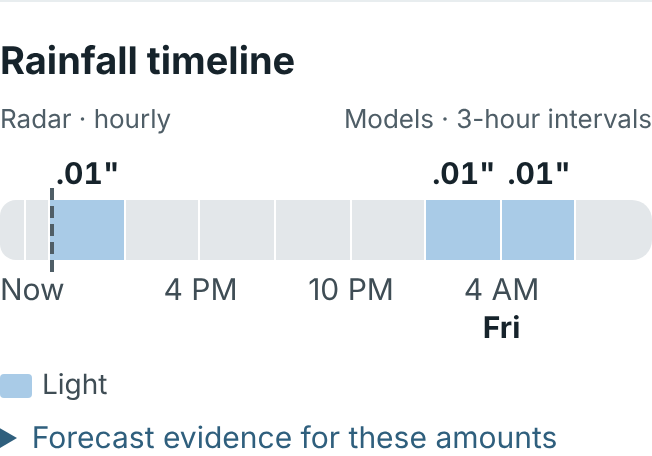 Rainfall timeline
Radar · hourly Models · 3-hour intervals
.01" .01" .01"
Now 4 PM 10 PM 4 AM
Fri
Light
Forecast evidence for these amounts